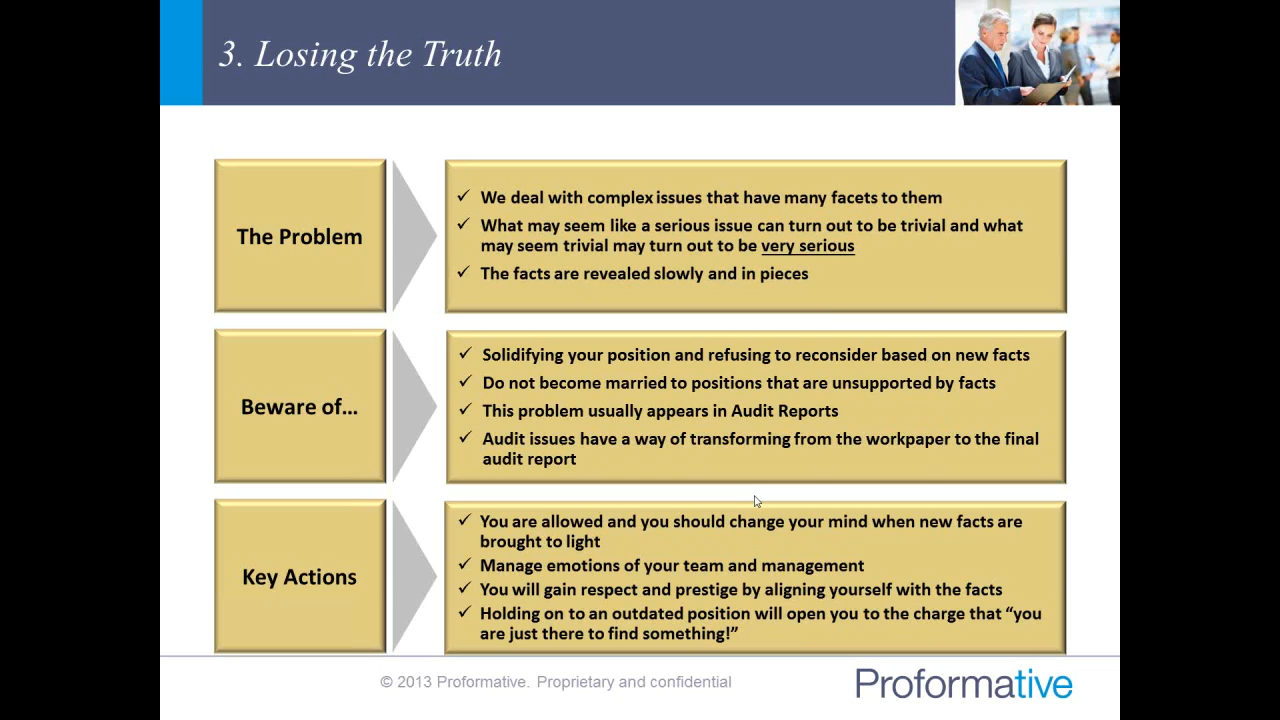 3. Losing the Truth
The Problem
✓ We deal with complex issues that have many facets to them
✓ What may seem like a serious issue can turn out to be trivial and what
may seem trivial may turn out to be very serious
✓ The facts are revealed slowly and in pieces
Beware of…
✓ Solidifying your position and refusing to reconsider based on new facts
✓ Do not become married to positions that are unsupported by facts
✓ This problem usually appears in Audit Reports
✓ Audit issues have a way of transforming from the workpaper to the final
audit report
Key Actions
✓ You are allowed and you should change your mind when new facts are
brought to light
✓ Manage emotions of your team and management
✓ You will gain respect and prestige by aligning yourself with the facts
✓ Holding on to an outdated position will open you to the charge that “you
are just there to find something!”
© 2013 Proformative. Proprietary and confidential
Proformative